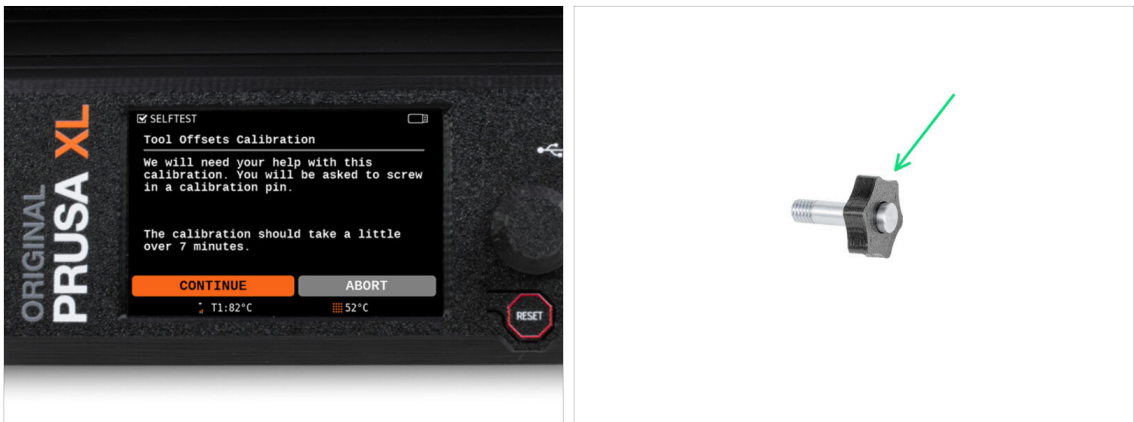 ORIGINAL
PRUSA XL
SELFTEST
Tool Offsets Calibration
We will need your help with this
calibration. You will be asked to screw
in a calibration pin.
The calibration should take a little
over 7 minutes.
CONTINUE ABORT
T1:82°C 52°C
RESET